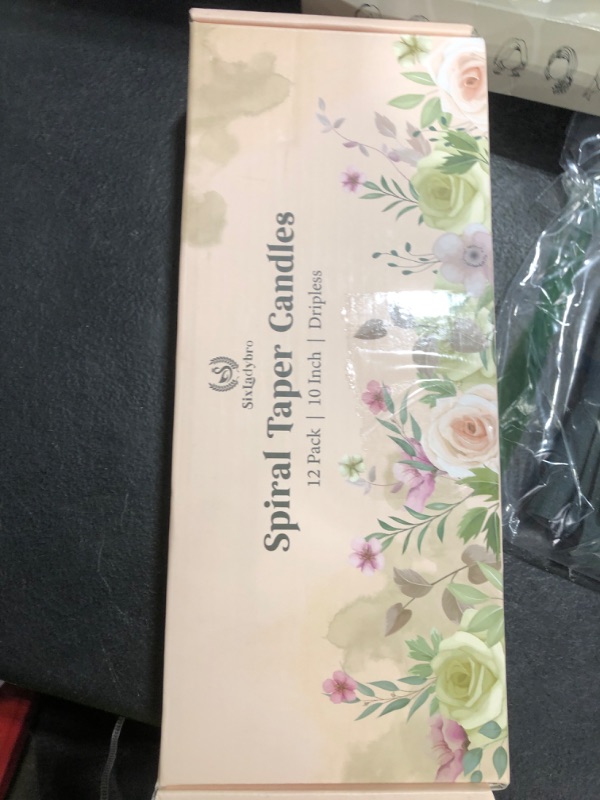 SixLadybro
Spiral Taper Candles
12 Pack | 10 Inch | Dripless